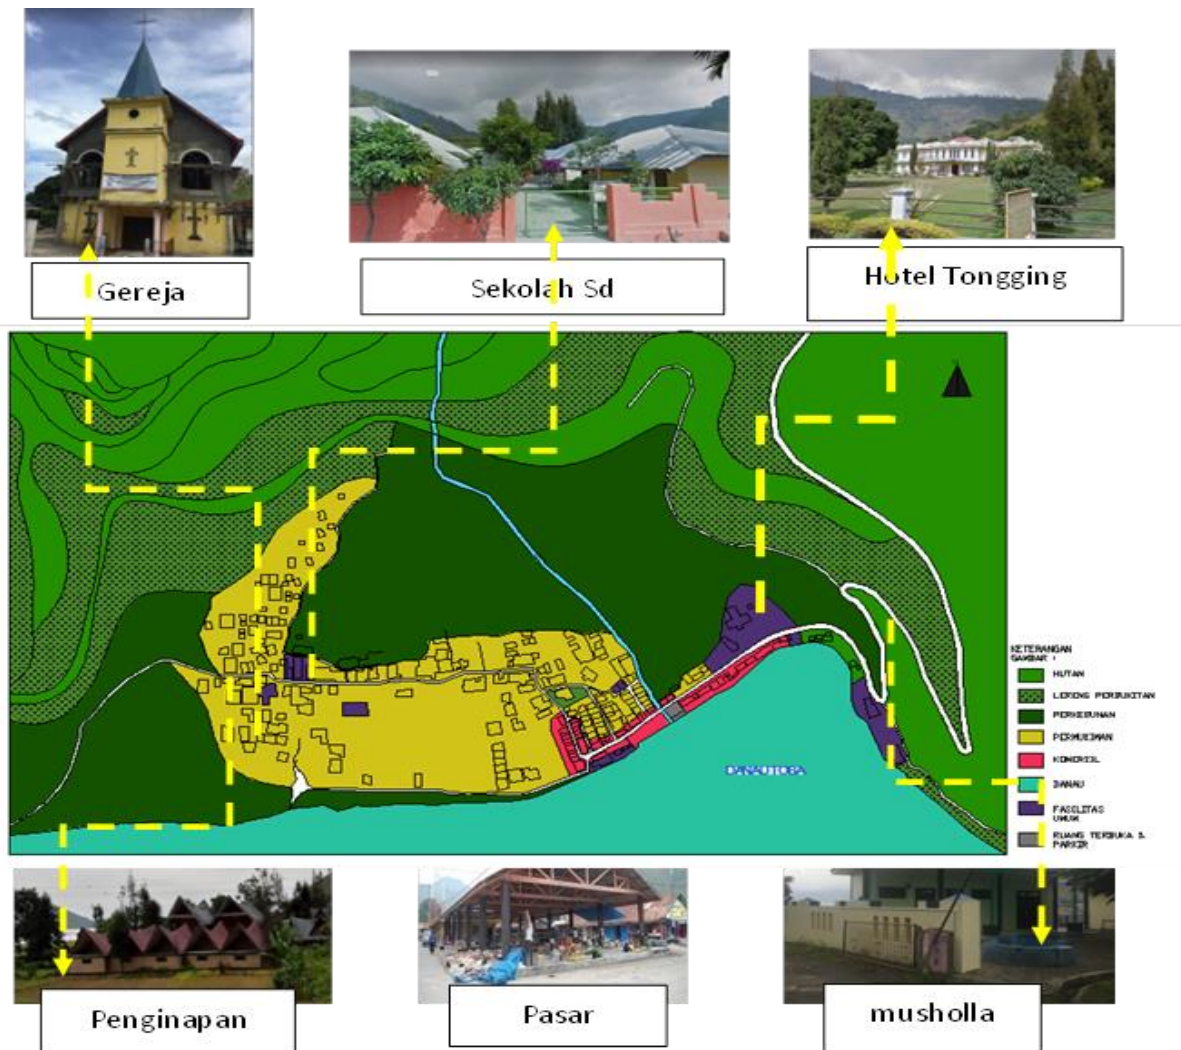 Gereja
Sekolah Sd
Hotel Tongging
KETERANGAN
GAMBAR :
HUTAN
LERENG PERBUKITAN
PERKEBUNAN
PERMUKIMAN
KOMERSIL
DANAU
FASILITAS
UMUM
RUANG TERBUKA &
PARKIR
DANAU TOBA
Penginapan
Pasar
musholla